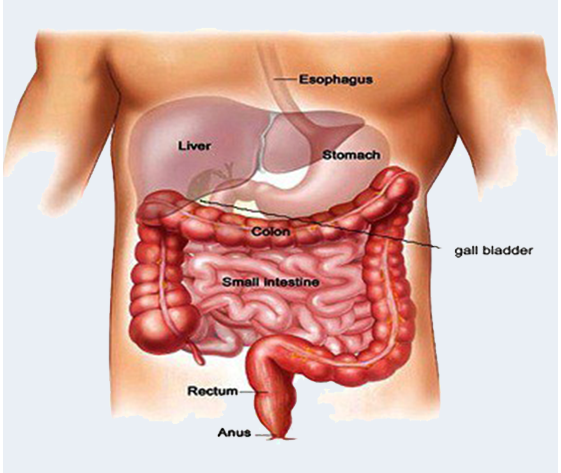 Esophagus
Liver
Stomach
Colon
gall bladder
Small intestine
Rectum
Anus